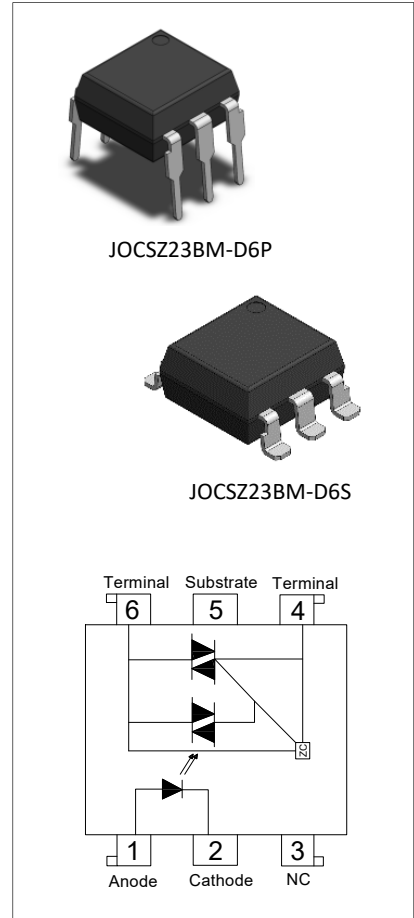 JOCSZ23BM-D6P
JOCSZ23BM-D6S
Terminal Substrate Terminal
6 5 4
ZC
1 2 3
Anode Cathode NC